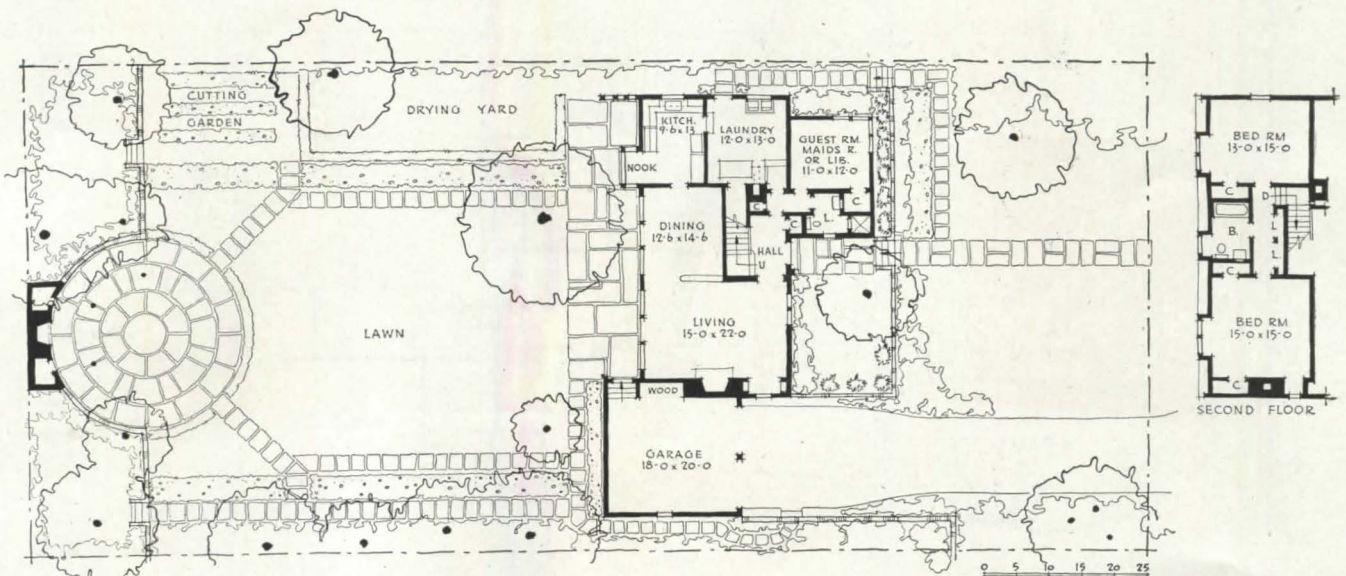 CUTTING
GARDEN
DRYING YARD
KITCH.
9-6 x 13
LAUNDRY
12-0 x 13-0
GUEST RM.
MAIDS R.
OR LIB.
11-0 x 12-0
NOOK
C
C
L.
C
DINING
12-6 x 14-6
HALL
U
LAWN
LIVING
15-0 x 22-0
WOOD
GARAGE
18-0 x 20-0
BED RM
13-0 x 15-0
C
D
B.
L
L
C
BED RM
15-0 x 15-0
C
SECOND FLOOR
0 5 10 15 20 25